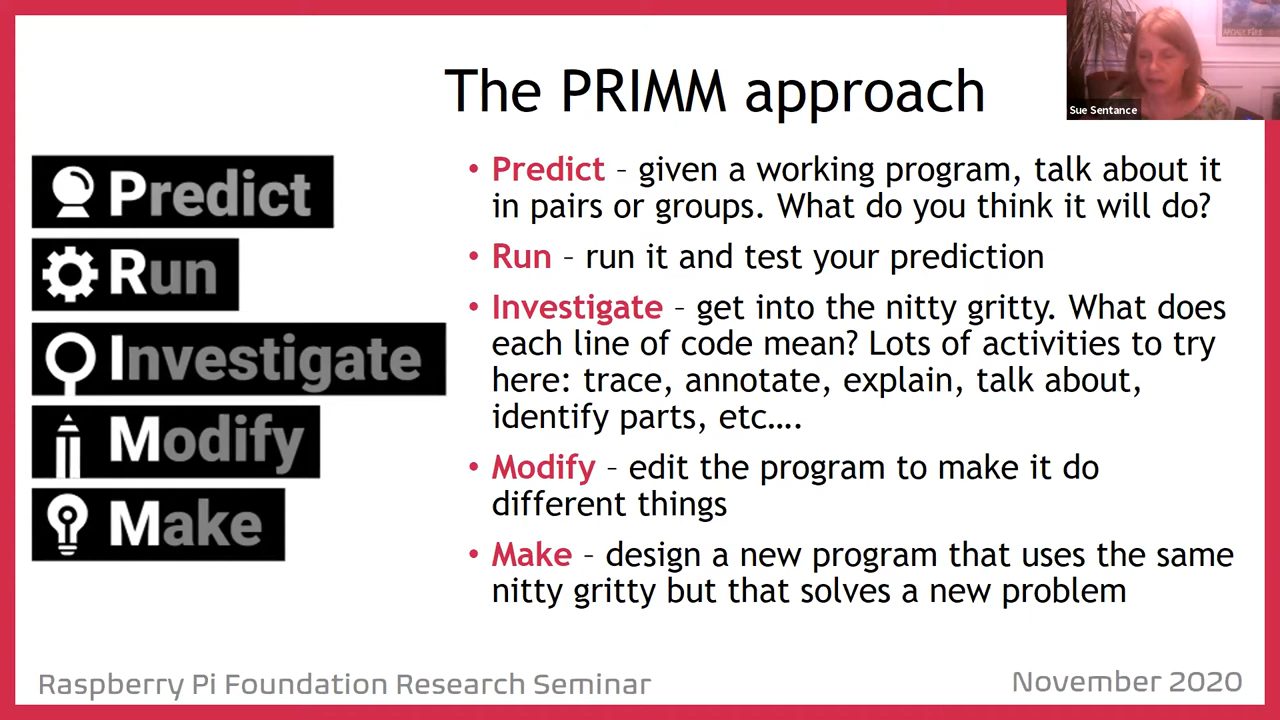 The PRIMM approach
Sue Sentance
Predict
Run
Investigate
Modify
Make
• Predict – given a working program, talk about it
in pairs or groups. What do you think it will do?
• Run – run it and test your prediction
• Investigate – get into the nitty gritty. What does
each line of code mean? Lots of activities to try
here: trace, annotate, explain, talk about,
identify parts, etc….
• Modify – edit the program to make it do
different things
• Make – design a new program that uses the same
nitty gritty but that solves a new problem
Raspberry Pi Foundation Research Seminar
November 2020